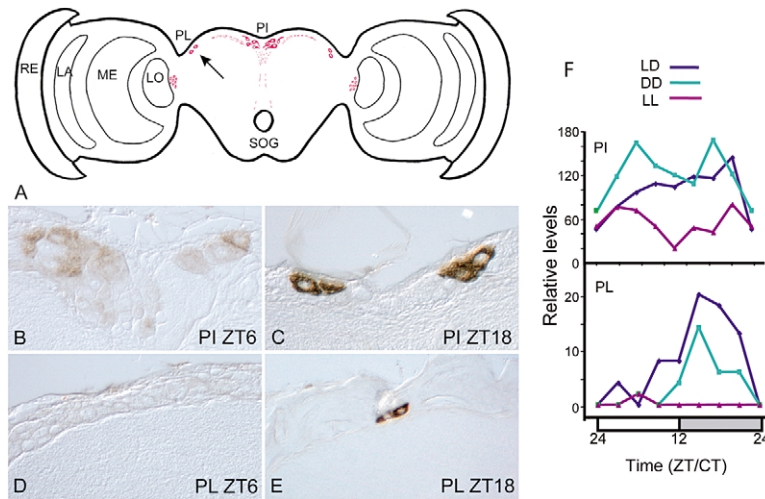 PL PI
RE LA ME LO
SOG
A
B PI ZT6
C PI ZT18
D PL ZT6
E PL ZT18
F
LD
DD
LL
Relative levels
180
120
60
0
PI
20
10
0
PL
24 12 24
Time (ZT/CT)